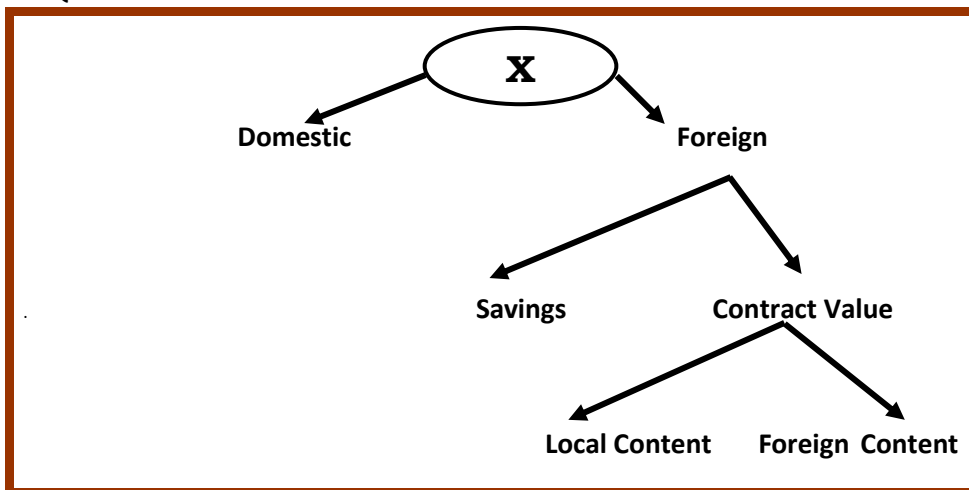 X
Domestic Foreign
Savings Contract Value
Local Content Foreign Content